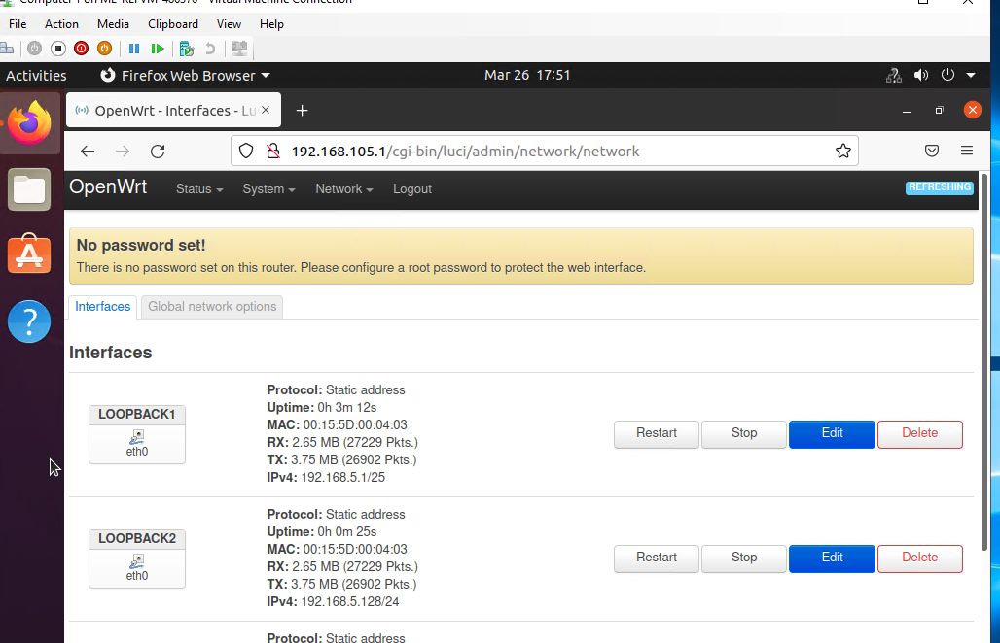 File Action Media Clipboard View Help
Activities Firefox Web Browser Mar 26 17:51
OpenWrt - Interfaces - Lu
192.168.105.1/cgi-bin/luci/admin/network/network
OpenWrt Status System Network Logout REFRESHING
No password set!
There is no password set on this router. Please configure a root password to protect the web interface.
Interfaces Global network options
Interfaces
Protocol: Static address
Uptime: 0h 3m 12s
LOOPBACK1
MAC: 00:15:5D:00:04:03
Restart Stop Edit Delete
RX: 2.65 MB (27229 Pkts.)
eth0
TX: 3.75 MB (26902 Pkts.)
IPv4: 192.168.5.1/25
Protocol: Static address
Uptime: 0h 0m 25s
LOOPBACK2
MAC: 00:15:5D:00:04:03
Restart Stop Edit Delete
RX: 2.65 MB (27229 Pkts.)
eth0
TX: 3.75 MB (26902 Pkts.)
IPv4: 192.168.5.128/24
Protocol: Static address